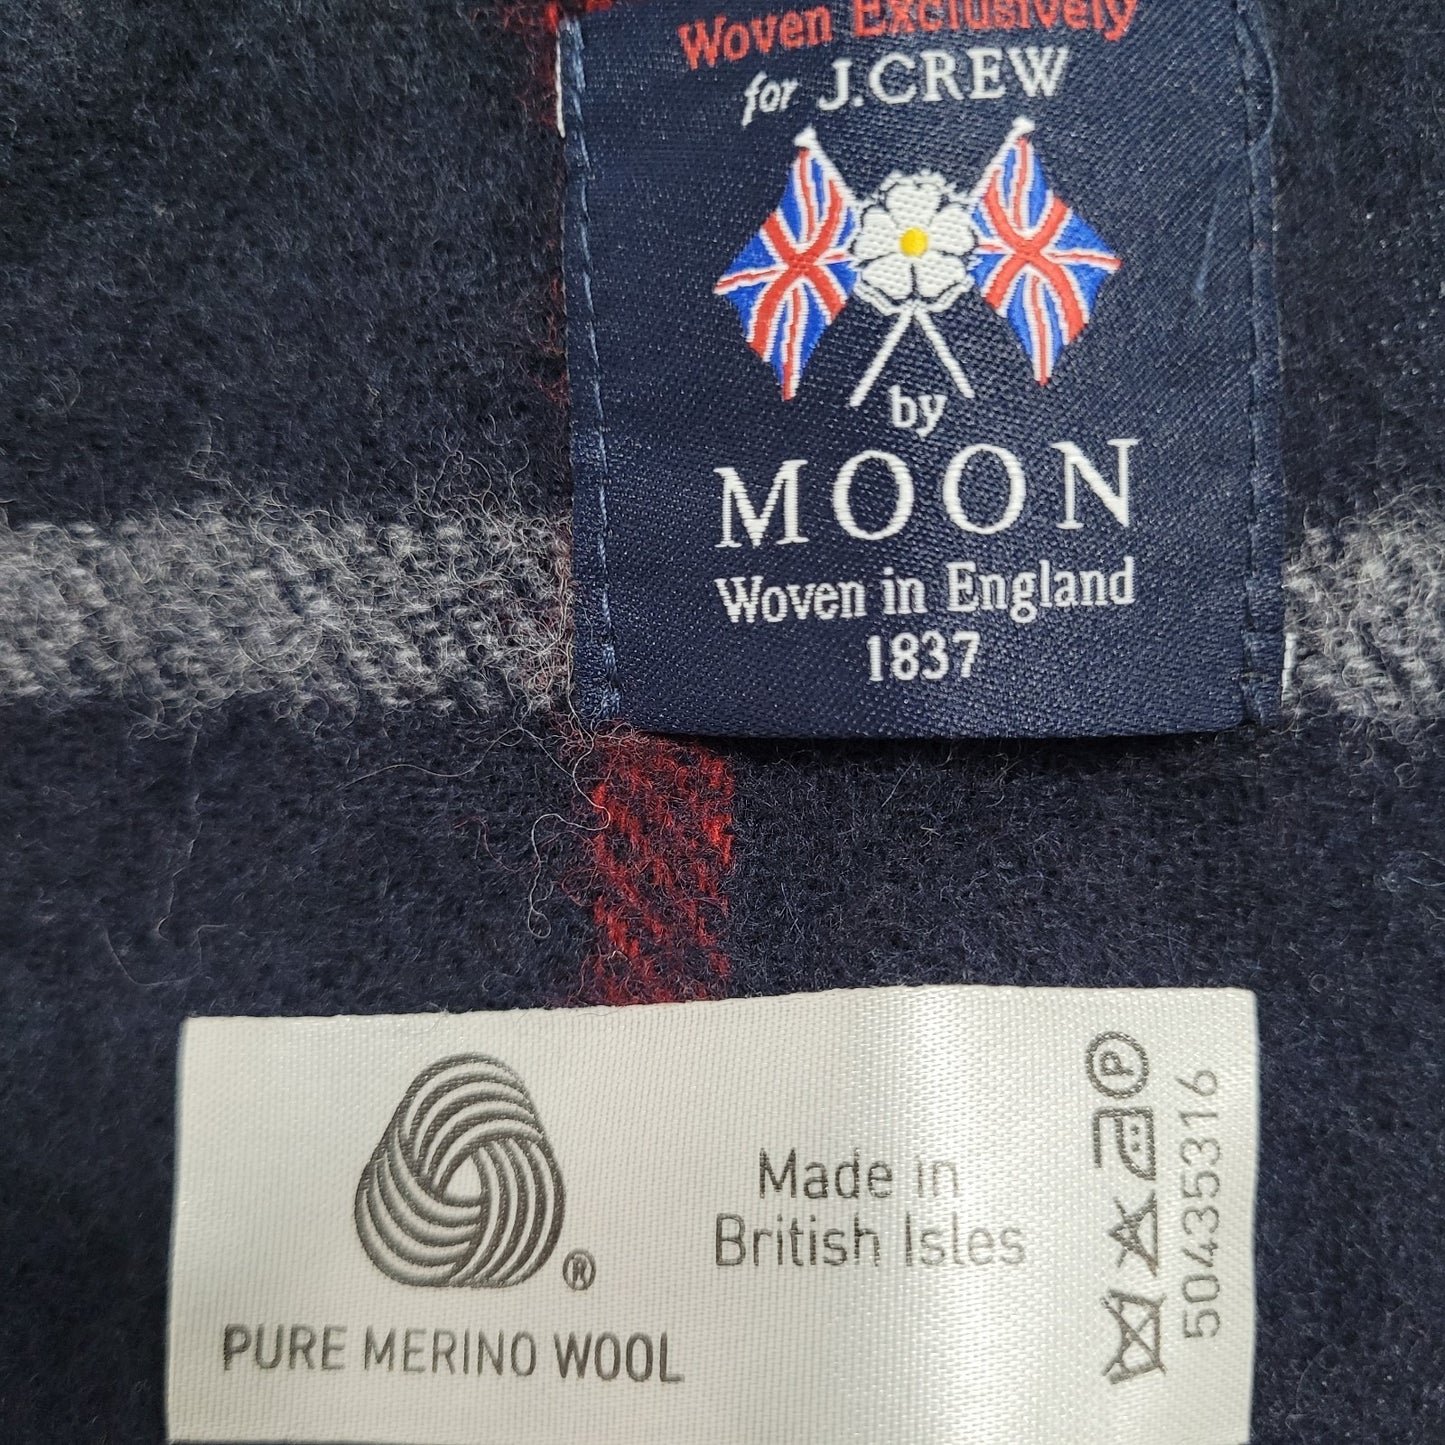 Woven Exclusively
for J.CREW
by
MOON
Woven in England
1837
®
PURE MERINO WOOL
Made in
British Isles
P
50435316